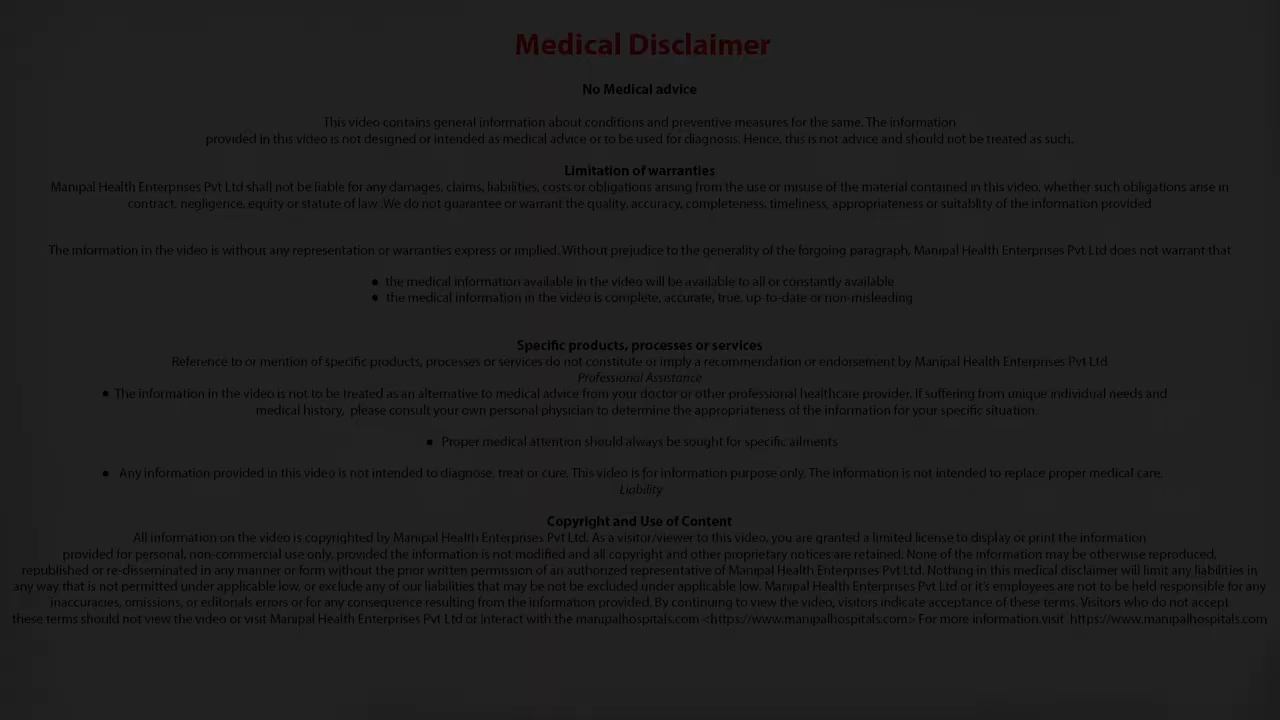 Medical Disclaimer
No Medical advice
This video contains general information about conditions and preventive measures for the same. The information
provided in this video is not designed or intended as medical advice or to be used for diagnosis. Hence, this is not advice and should not be treated as such.
Limitation of warranties
Manipal Health Enterprises Pvt Ltd shall not be liable for any damages, claims, liabilities, costs or obligations arising from the use or misuse of the material contained in this video, whether such obligations arise in
contract, negligence, equity or statute of law .We do not guarantee or warrant the quality, accuracy, completeness, timeliness, appropriateness or suitablity of the information provided
The information in the video is without any representation or warranties express or implied. Without prejudice to the generality of the forgoing paragraph, Manipal Health Enterprises Pvt Ltd does not warrant that
● the medical information available in the video will be available to all or constantly available
● the medical information in the video is complete, accurate, true, up-to-date or non-misleading
Specific products, processes or services
Reference to or mention of specific products, processes or services do not constitute or imply a recommendation or endorsement by Manipal Health Enterprises Pvt Ltd
Professional Assistance
● The information in the video is not to be treated as an alternative to medical advice from your doctor or other professional healthcare provider. If suffering from unique individual needs and
medical history, please consult your own personal physician to determine the appropriateness of the information for your specific situation.
● Proper medical attention should always be sought for specific ailments
● Any information provided in this video is not intended to diagnose, treat or cure. This video is for information purpose only. The information is not intended to replace proper medical care.
Liability
Copyright and Use of Content
All information on the video is copyrighted by Manipal Health Enterprises Pvt Ltd. As a visitor/viewer to this video, you are granted a limited license to display or print the information
provided for personal, non-commercial use only, provided the information is not modified and all copyright and other proprietary notices are retained. None of the information may be otherwise reproduced,
republished or re-disseminated in any manner or form without the prior written permission of an authorized representative of Manipal Health Enterprises Pvt Ltd. Nothing in this medical disclaimer will limit any liabilities in
any way that is not permitted under applicable low, or exclude any of our liabilities that may be not be excluded under applicable low. Manipal Health Enterprises Pvt Ltd or it's employees are not to be held responsible for any
inaccuracies, omissions, or editorials errors or for any consequence resulting from the information provided. By continuing to view the video, visitors indicate acceptance of these terms. Visitors who do not accept
these terms should not view the video or visit Manipal Health Enterprises Pvt Ltd or Interact with the manipalhospitals.com <https://www.manipalhospitals.com> For more information visit https://www.manipalhospitals.com